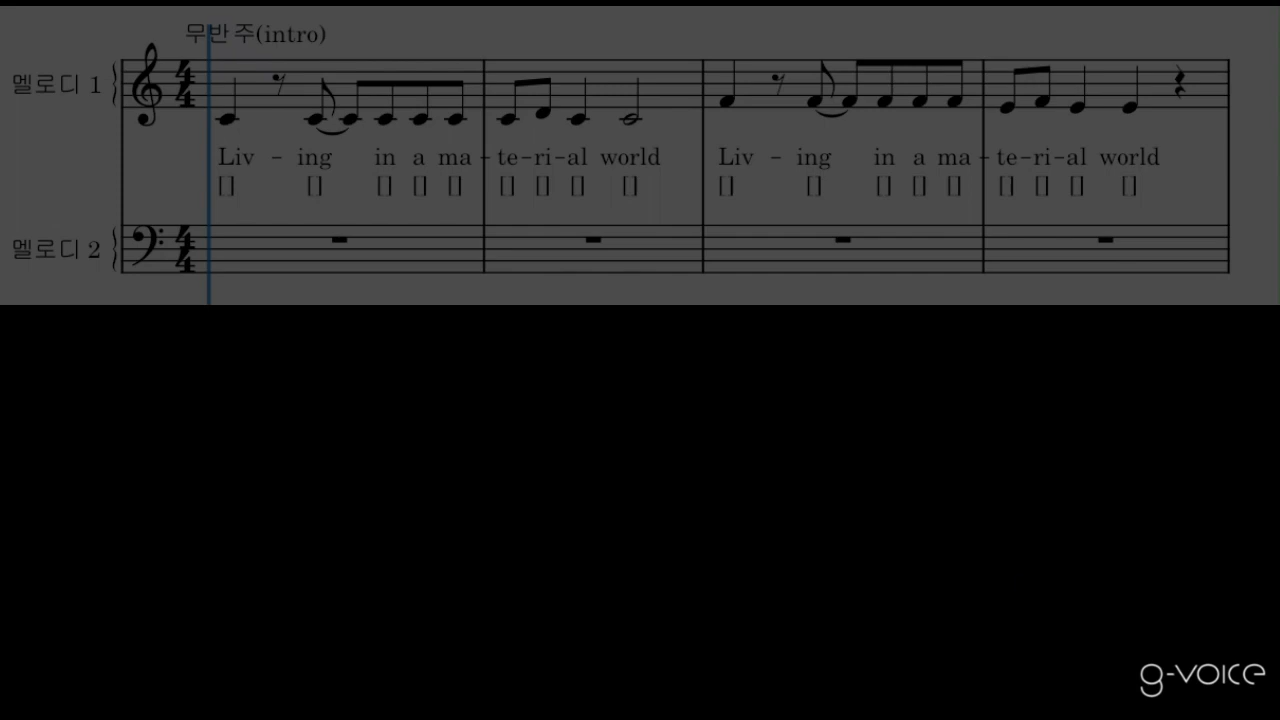 무반주(intro)
멜로디 1
Liv - ing in a ma - te-ri-al world Liv - ing in a ma - te-ri-al world
멜로디 2
g-voice